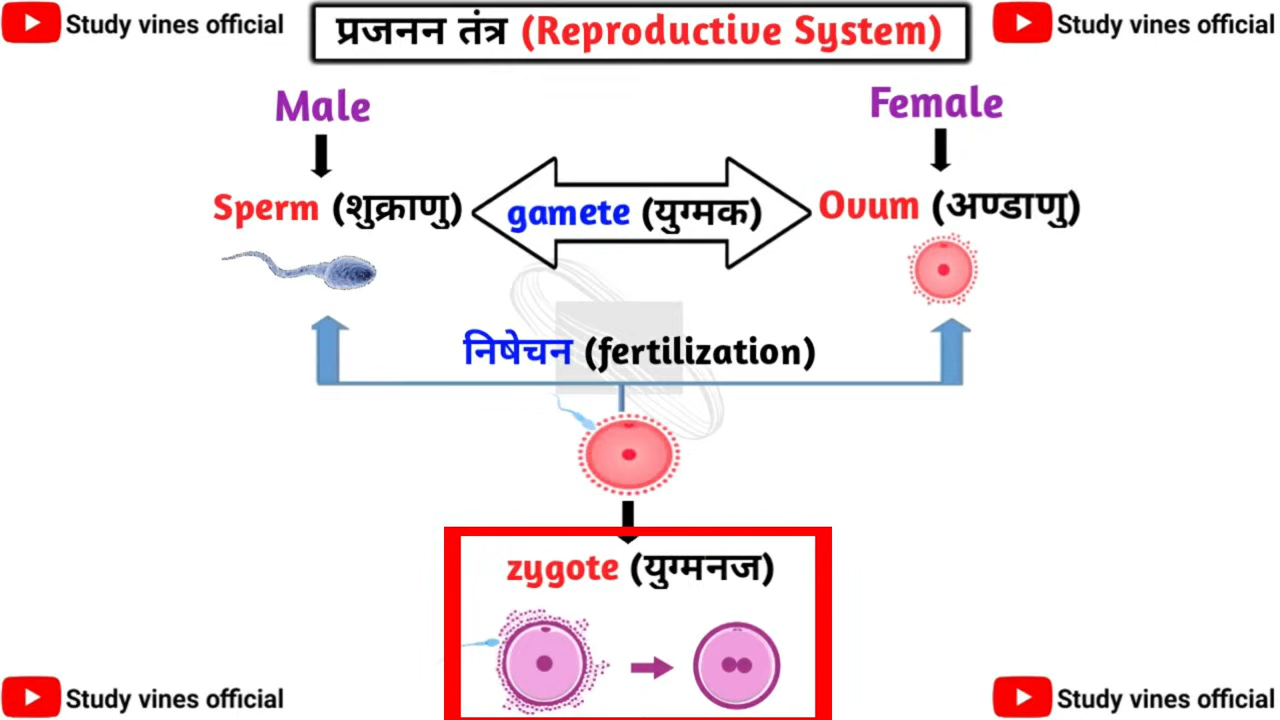 Study vines official
प्रजनन तंत्र (Reproductive System)
Study vines official
Male
Female
Sperm (शुक्राणु)
gamete (युग्मक)
Ovum (अण्डाणु)
निषेचन (fertilization)
zygote (युग्मनज)
Study vines official
Study vines official